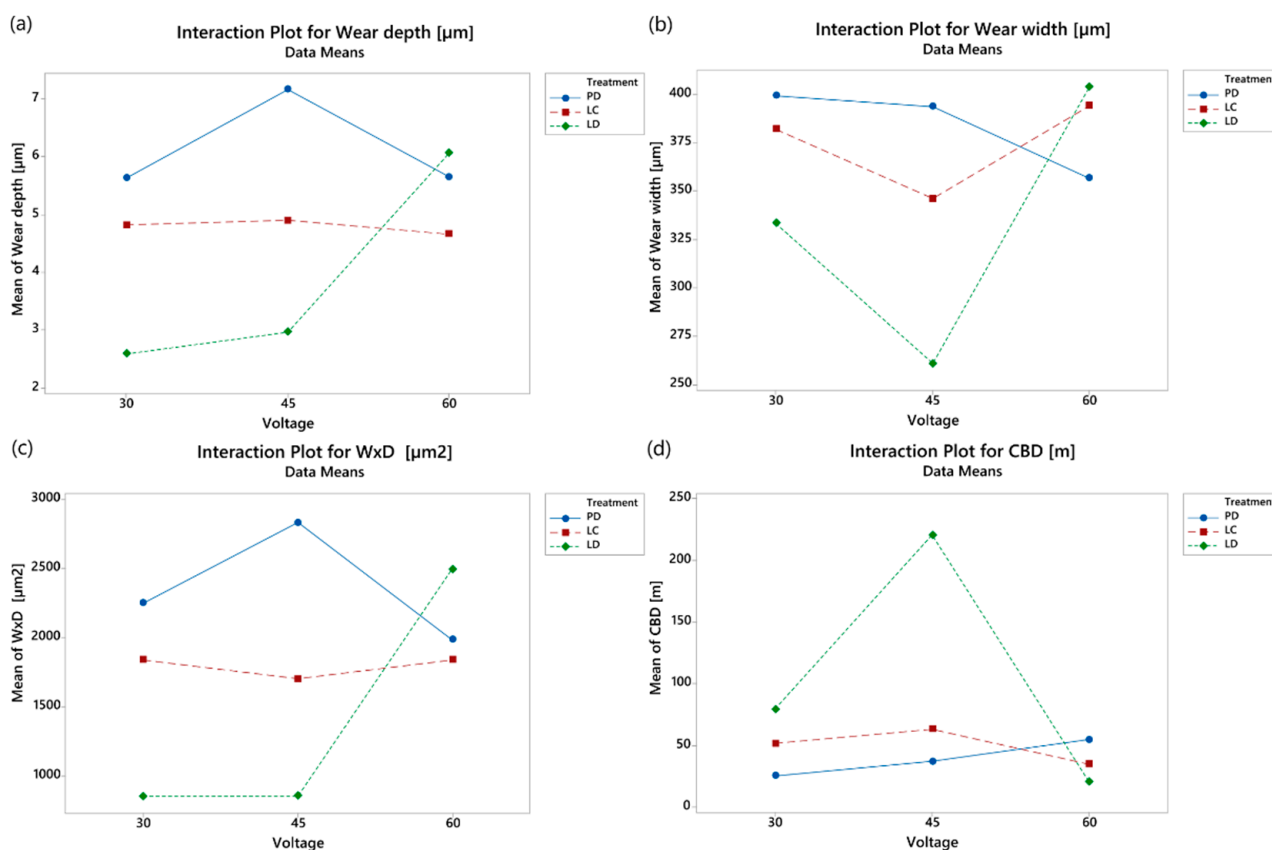 (a)
Interaction Plot for Wear depth [µm]
Data Means
Mean of Wear depth [µm]
7
6
5
4
3
2
30 45 60
Voltage
Treatment
PD
LC
LD
(b)
Interaction Plot for Wear width [µm]
Data Means
Mean of Wear width [µm]
400
375
350
325
300
275
250
30 45 60
Voltage
Treatment
PD
LC
LD
(c)
Interaction Plot for WxD [µm2]
Data Means
Mean of WxD [µm2]
3000
2500
2000
1500
1000
30 45 60
Voltage
Treatment
PD
LC
LD
(d)
Interaction Plot for CBD [m]
Data Means
Mean of CBD [m]
250
200
150
100
50
0
30 45 60
Voltage
Treatment
PD
LC
LD